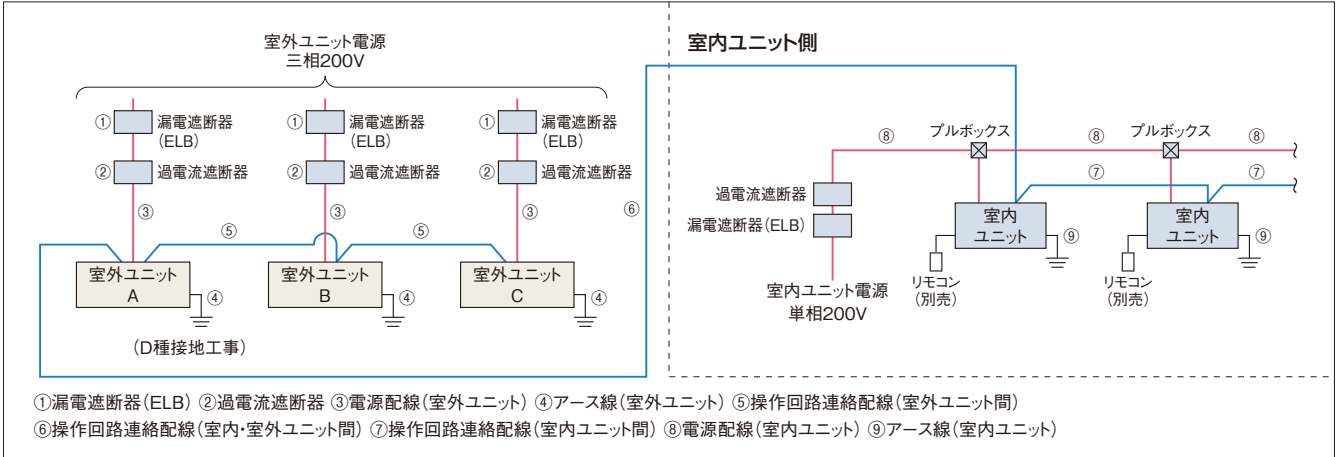 室外ユニット電源
三相200V
① 漏電遮断器
(ELB)
① 漏電遮断器
(ELB)
① 漏電遮断器
(ELB)
② 過電流遮断器
② 過電流遮断器
② 過電流遮断器
③
③
③
⑤
⑤
⑥
室外ユニット
A
④
室外ユニット
B
④
室外ユニット
C
④
(D種接地工事)
室内ユニット側
⑧
プルボックス
⑧
プルボックス
⑧
過電流遮断器
漏電遮断器(ELB)
⑦
⑦
室内
ユニット
⑨
室内
ユニット
⑨
リモコン
(別売)
リモコン
(別売)
室内ユニット電源
単相200V
①漏電遮断器(ELB) ②過電流遮断器 ③電源配線(室外ユニット) ④アース線(室外ユニット) ⑤操作回路連絡配線(室外ユニット間)
⑥操作回路連絡配線(室内・室外ユニット間) ⑦操作回路連絡配線(室内ユニット間) ⑧電源配線(室内ユニット) ⑨アース線(室内ユニット)